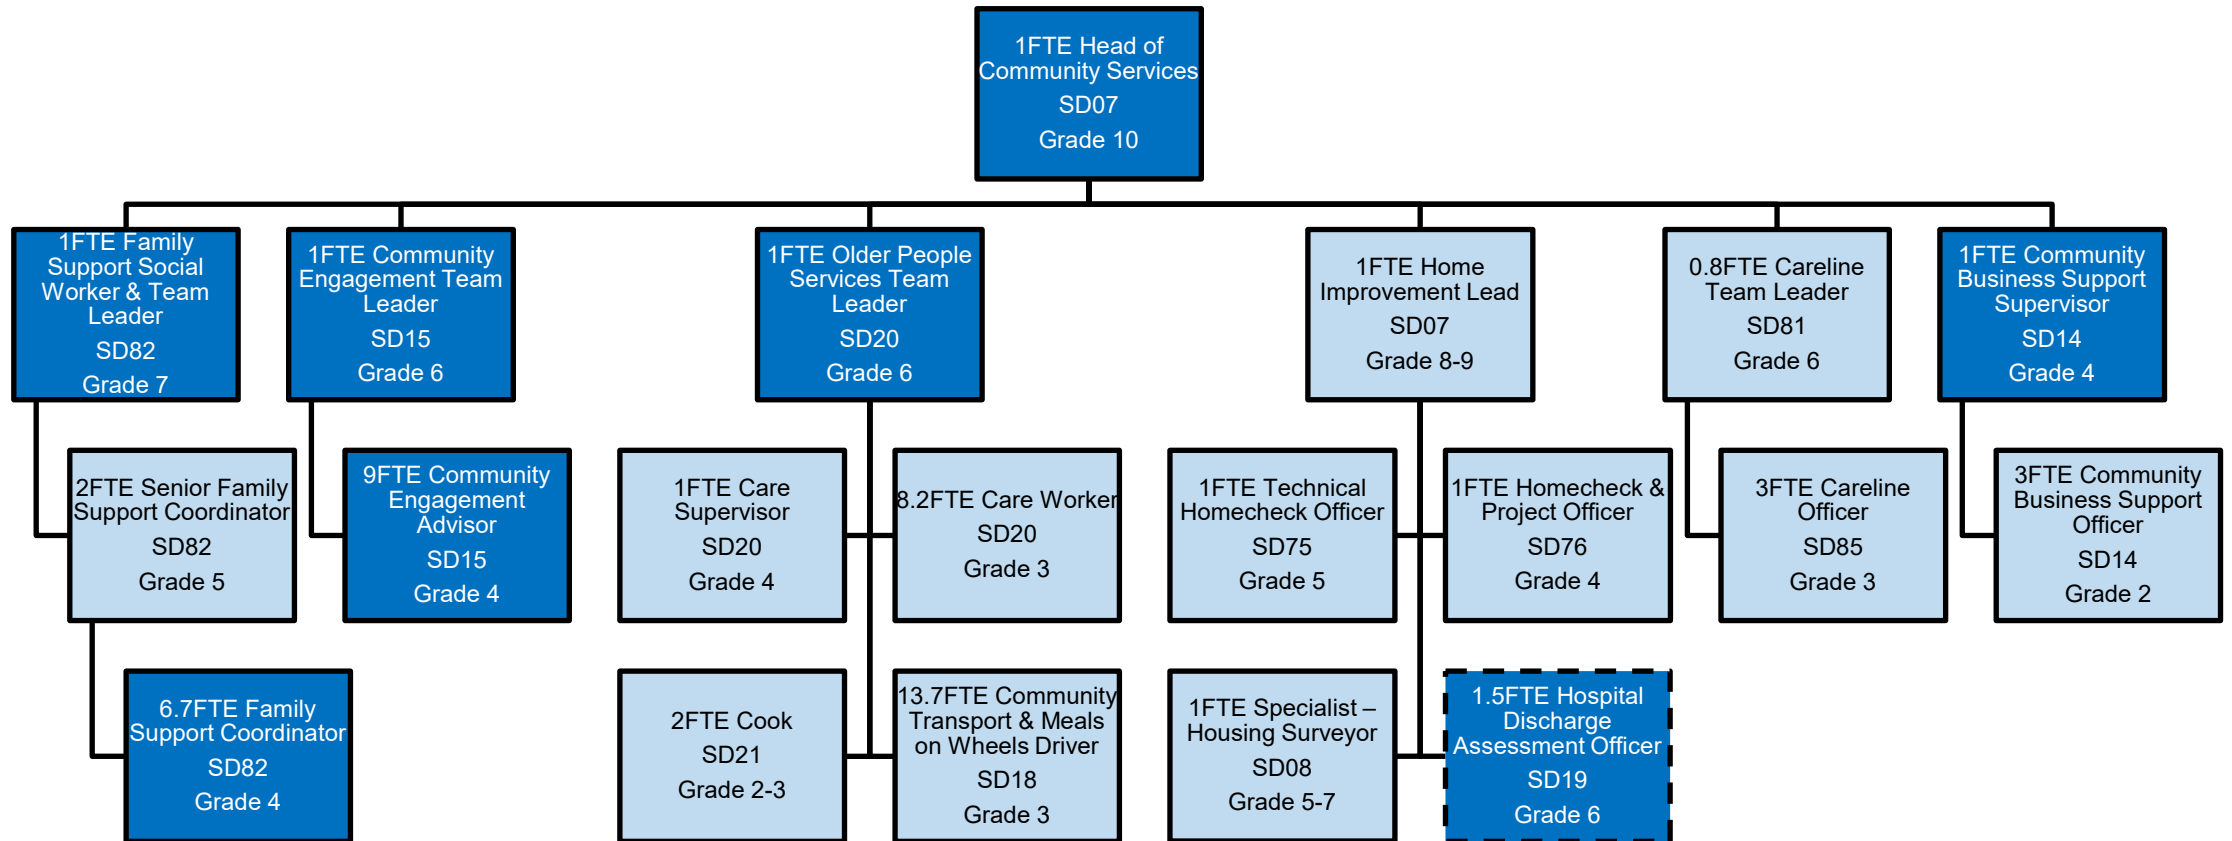 1FTE Head of
Community Services
SD07
Grade 10
1FTE Family
Support Social
Worker & Team
Leader
SD82
Grade 7
1FTE Community
Engagement Team
Leader
SD15
Grade 6
1FTE Older People
Services Team
Leader
SD20
Grade 6
1FTE Home
Improvement Lead
SD07
Grade 8-9
0.8FTE Careline
Team Leader
SD81
Grade 6
1FTE Community
Business Support
Supervisor
SD14
Grade 4
2FTE Senior Family
Support Coordinator
SD82
Grade 5
9FTE Community
Engagement
Advisor
SD15
Grade 4
1FTE Care
Supervisor
SD20
Grade 4
8.2FTE Care Worker
SD20
Grade 3
1FTE Technical
Homecheck Officer
SD75
Grade 5
1FTE Homecheck &
Project Officer
SD76
Grade 4
3FTE Careline
Officer
SD85
Grade 3
3FTE Community
Business Support
Officer
SD14
Grade 2
6.7FTE Family
Support Coordinator
SD82
Grade 4
2FTE Cook
SD21
Grade 2-3
13.7FTE Community
Transport & Meals
on Wheels Driver
SD18
Grade 3
1FTE Specialist –
Housing Surveyor
SD08
Grade 5-7
1.5FTE Hospital
Discharge
Assessment Officer
SD19
Grade 6